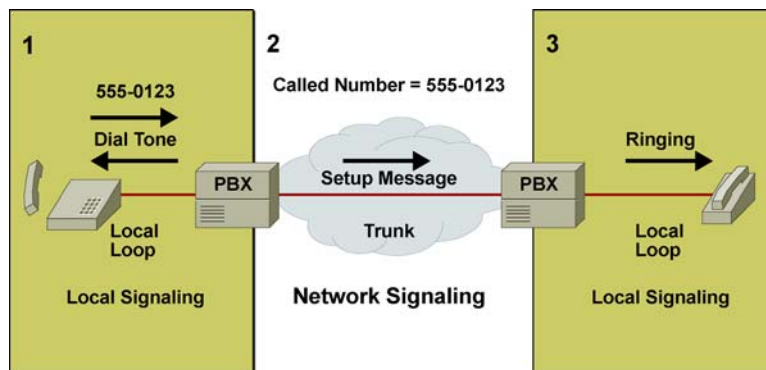 1
555-0123
Dial Tone
PBX
Local
Loop
Local Signaling
2
Called Number = 555-0123
Setup Message
Trunk
Network Signaling
3
Ringing
PBX
Local
Loop
Local Signaling